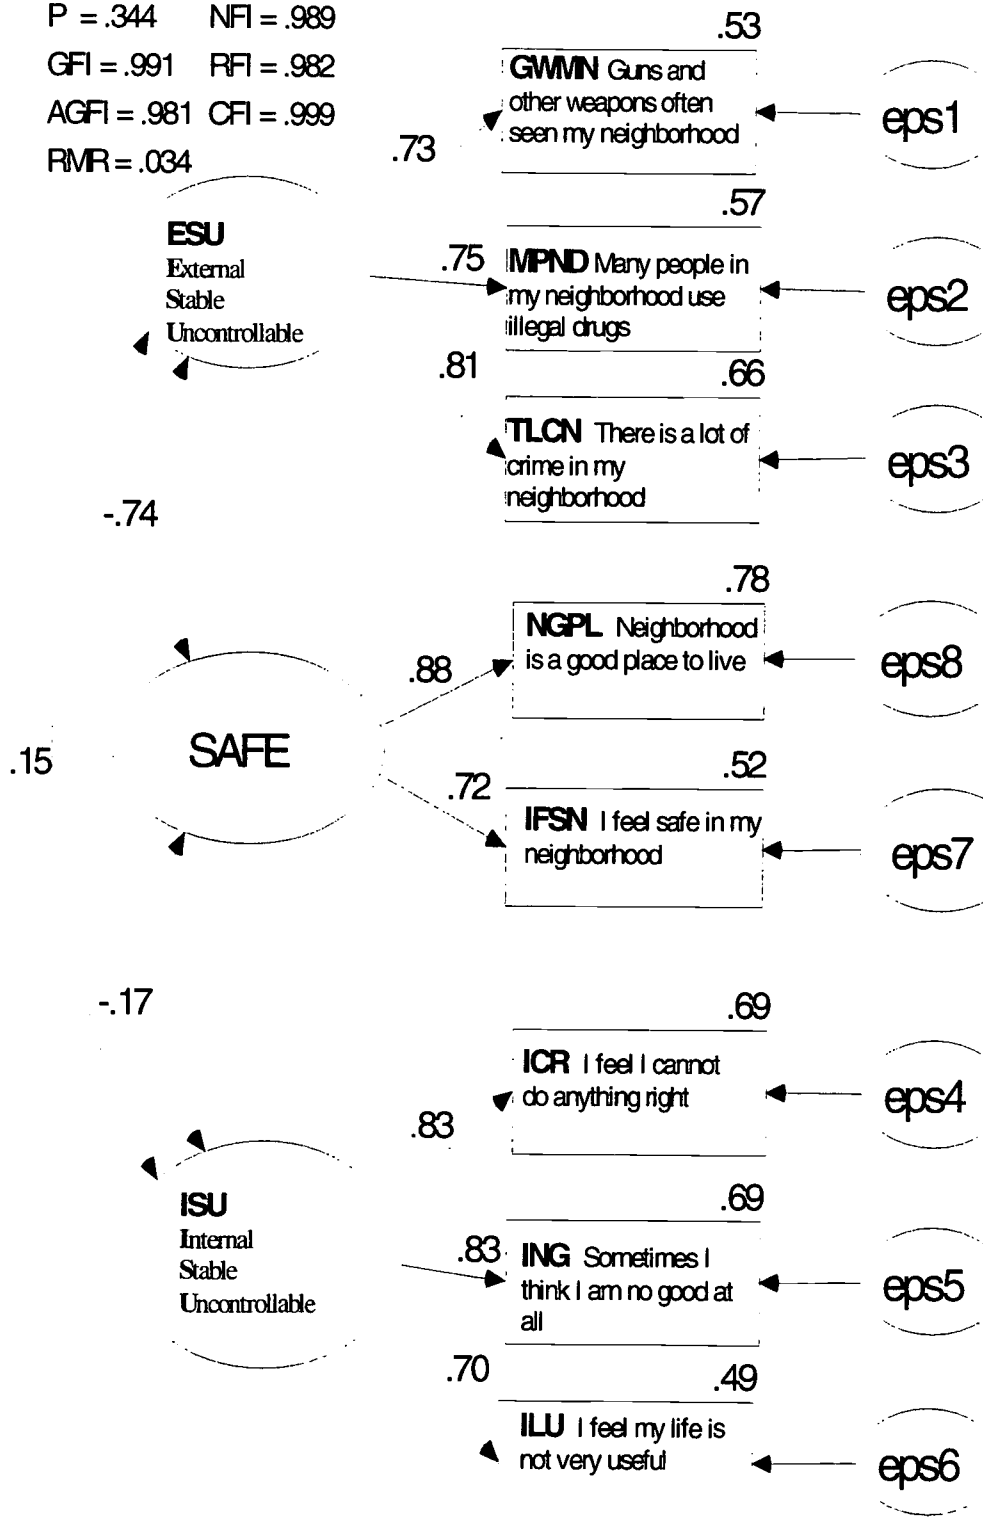 P = .344 NFI = .989
GFI = .991 RFI = .982
AGFI = .981 CFI = .999
RMR = .034
.53
GWMN Guns and
other weapons often
seen my neighborhood
eps1
.73
.57
ESU
External
Stable
Uncontrollable
.75
MPND Many people in
my neighborhood use
illegal drugs
eps2
.81
.66
TLCN There is a lot of
crime in my
neighborhood
eps3
-.74
.78
NGPL Neighborhood
is a good place to live
eps8
.88
SAFE
.15
.52
.72
IFSN I feel safe in my
neighborhood
eps7
-.17
.69
ICR I feel I cannot
do anything right
eps4
.83
.69
ISU
Internal
Stable
Uncontrollable
.83
ING Sometimes I
think I am no good at
all
eps5
.70
.49
ILU I feel my life is
not very useful
eps6